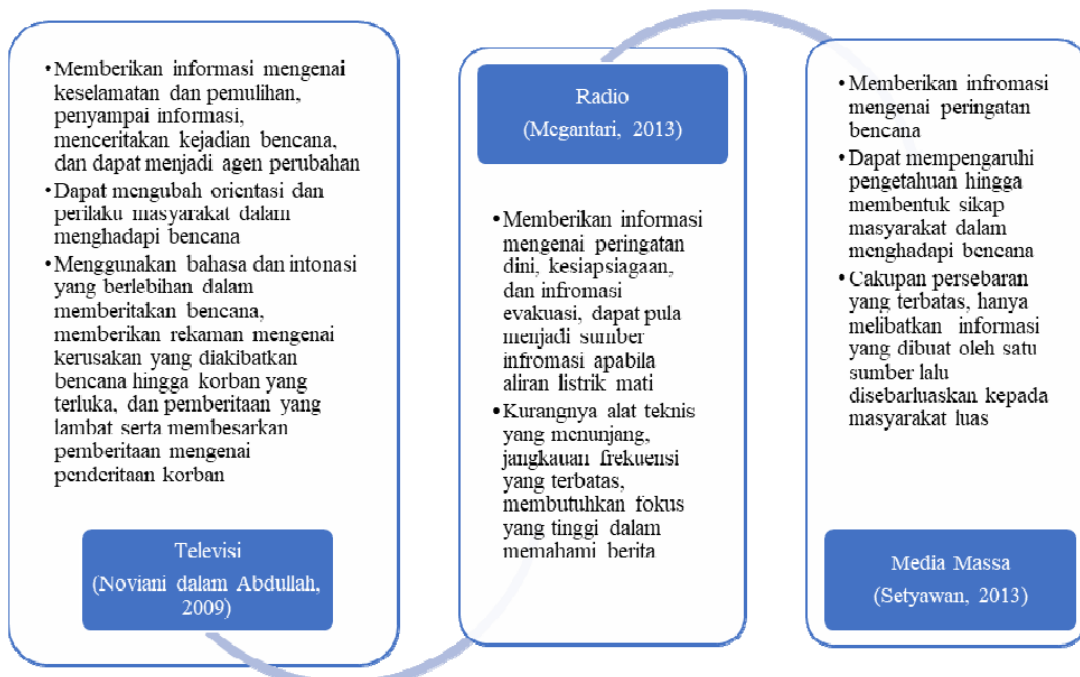 •Memberikan informasi mengenai
keselamatan dan pemulihan,
penyampai informasi,
menceritakan kejadian bencana,
dan dapat menjadi agen perubahan
•Dapat mengubah orientasi dan
perilaku masyarakat dalam
menghadapi bencana
•Menggunakan bahasa dan intonasi
yang berlebihan dalam
memberitakan bencana,
memberikan rekaman mengenai
kerusakan yang diakibatkan
bencana hingga korban yang
terluka, dan pemberitaan yang
lambat serta membesarkan
pemberitaan mengenai
penderitaan korban
Televisi
(Noviani dalam Abdullah,
2009)
Radio
(Megantari, 2013)
•Memberikan informasi
mengenai peringatan
dini, kesiapsiagaan,
dan infromasi
evakuasi, dapat pula
menjadi sumber
infromasi apabila
aliran listrik mati
•Kurangnya alat teknis
yang menunjang,
jangkauan frekuensi
yang terbatas,
membutuhkan fokus
yang tinggi dalam
memahami berita
•Memberikan infromasi
mengenai peringatan
bencana
•Dapat mempengaruhi
pengetahuan hingga
membentuk sikap
masyarakat dalam
menghadapi bencana
•Cakupan persebaran
yang terbatas, hanya
melibatkan informasi
yang dibuat oleh satu
sumber lalu
disebarluaskan kepada
masyarakat luas
Media Massa
(Setyawan, 2013)